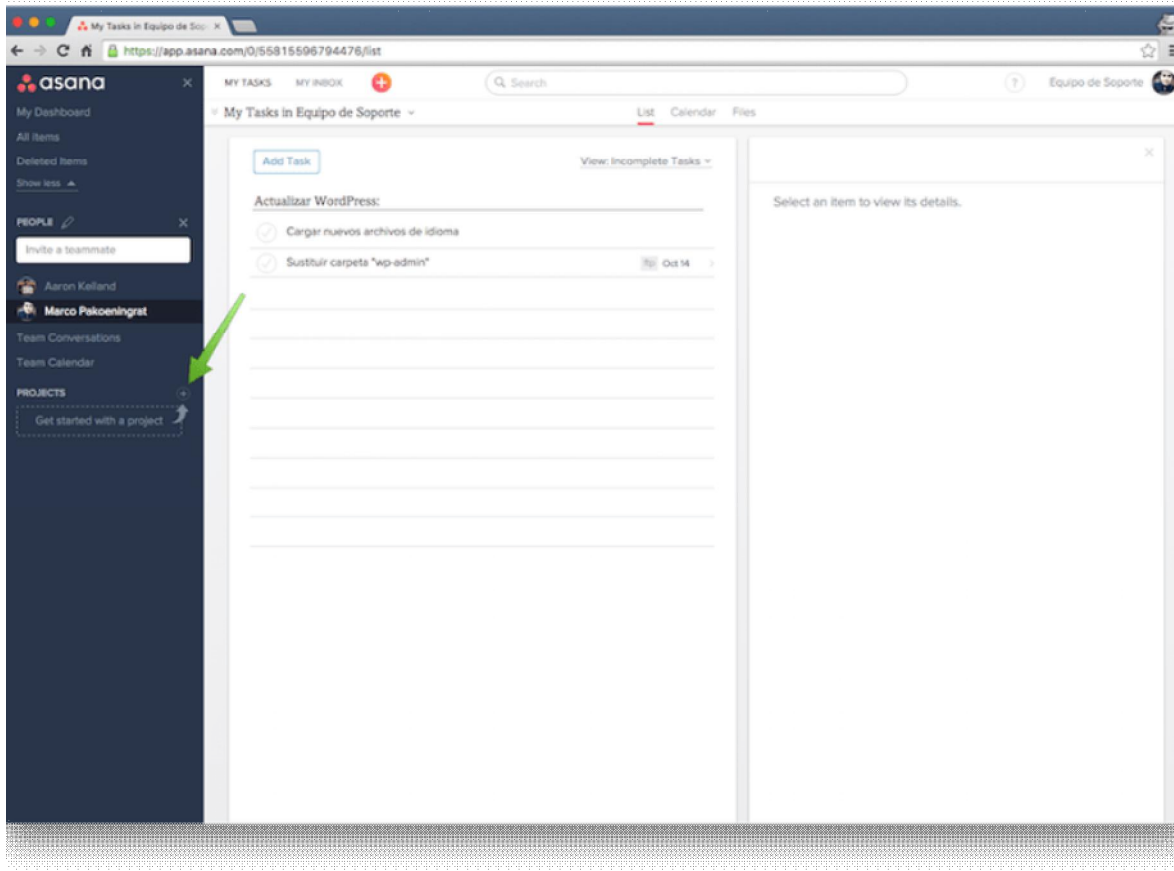 My Tasks in Equipo de Sop
https://app.asana.com/0/55815596794476/list
asana
MY TASKS MY INBOX
Search
?
Equipo de Soporte
My Dashboard
All Items
Deleted Items
Show less
My Tasks in Equipo de Soporte
List Calendar Files
PEOPLE
Invite a teammate
Aaron Kelland
Marco Pakoeningrat
Team Conversations
Team Calendar
PROJECTS
Get started with a project
Add Task
View: Incomplete Tasks
Actualizar WordPress:
Cargar nuevos archivos de idioma
Sustituir carpeta "wp-admin" ftp Oct 14
Select an item to view its details.